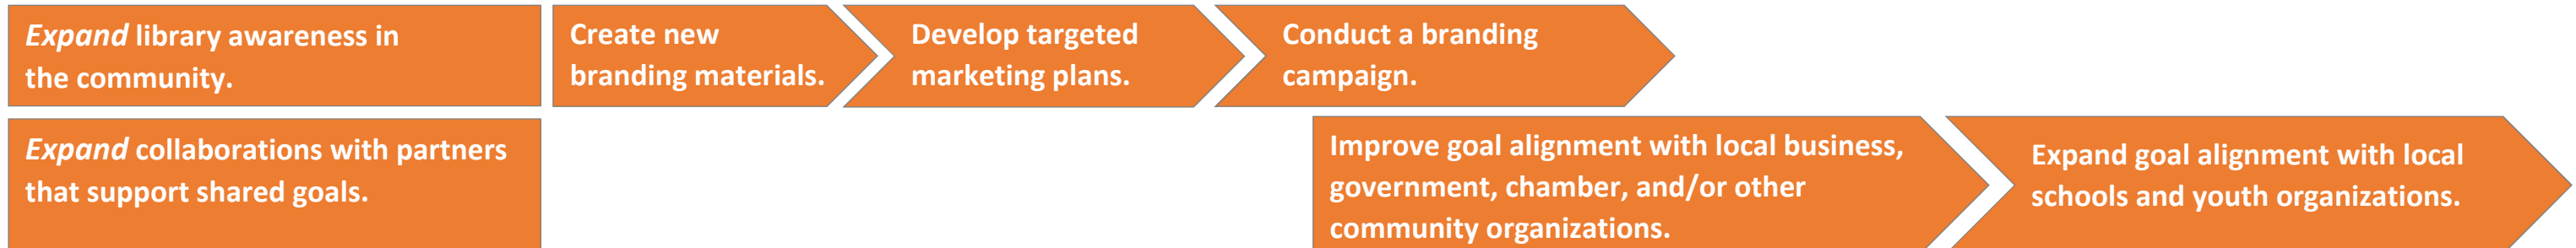 Expand library awareness in
the community.
Create new
branding materials.
Develop targeted
marketing plans.
Conduct a branding
campaign.
Expand collaborations with partners
that support shared goals.
Improve goal alignment with local business,
government, chamber, and/or other
community organizations.
Expand goal alignment with local
schools and youth organizations.